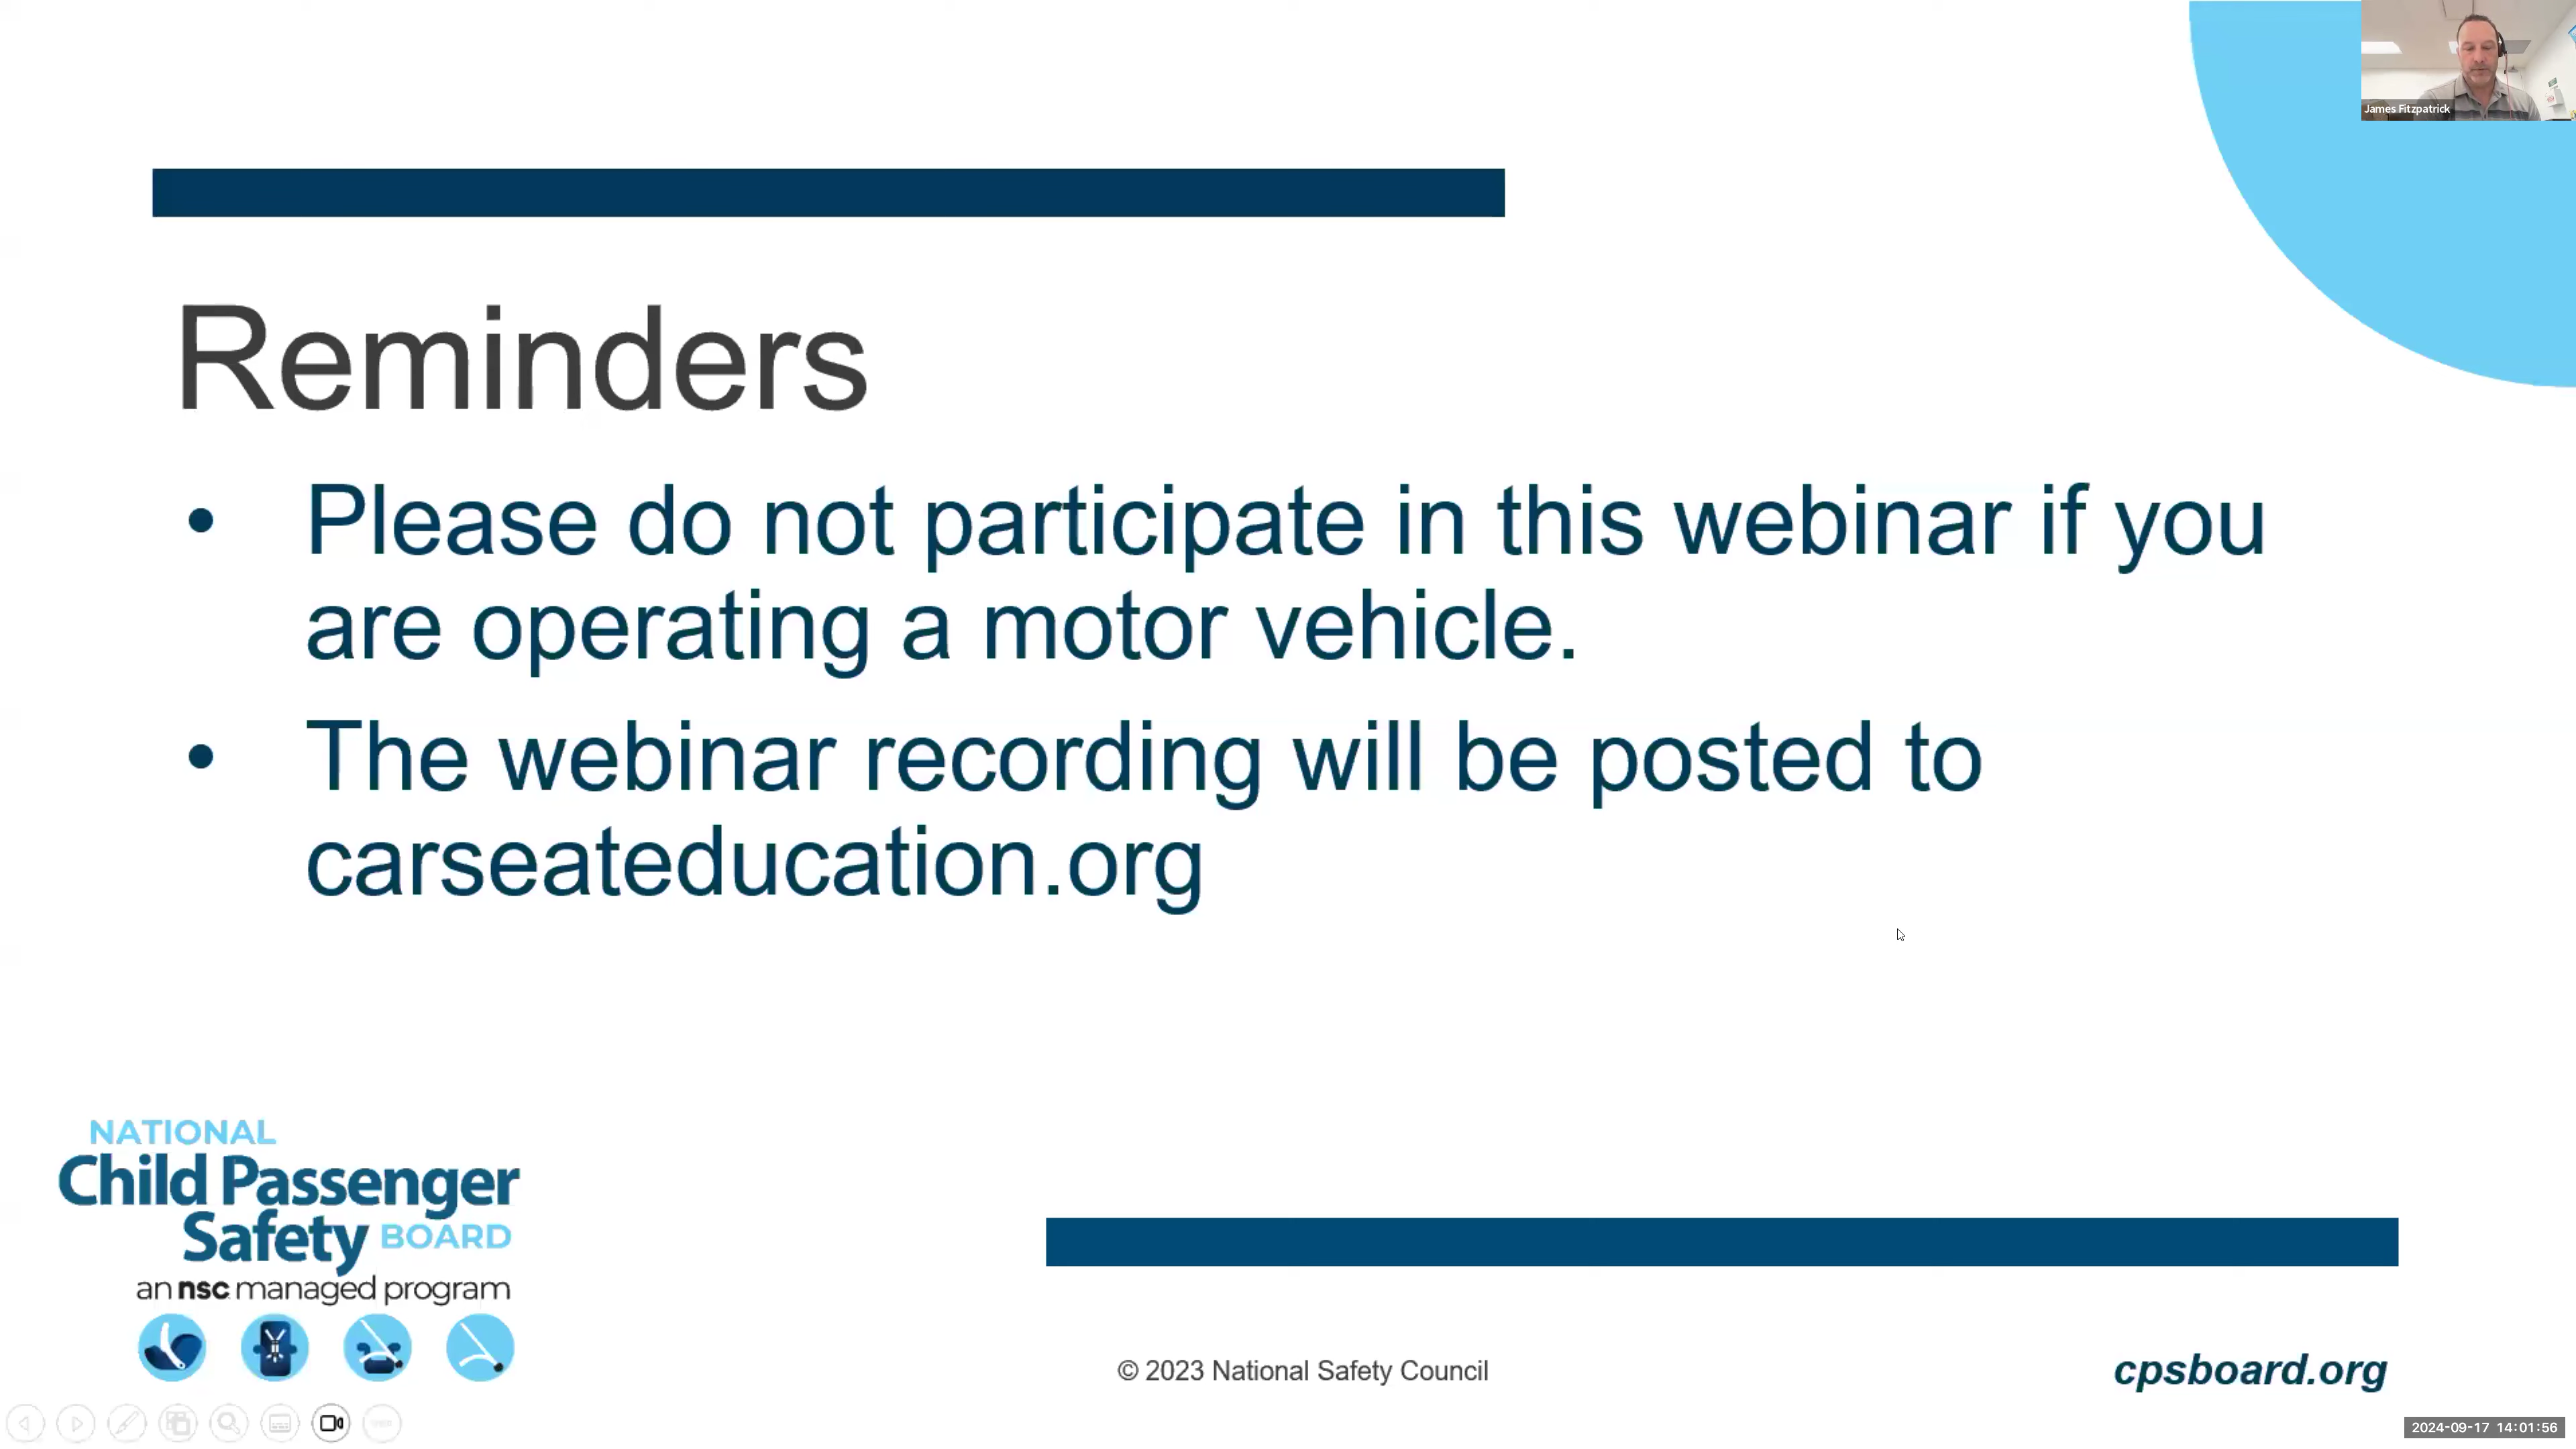 James Fitzpatrick
Reminders
• Please do not participate in this webinar if you
are operating a motor vehicle.
• The webinar recording will be posted to
carseateducation.org
NATIONAL
Child Passenger
Safety BOARD
an nsc managed program
© 2023 National Safety Council
cpsboard.org
2024-09-17 14:01:56